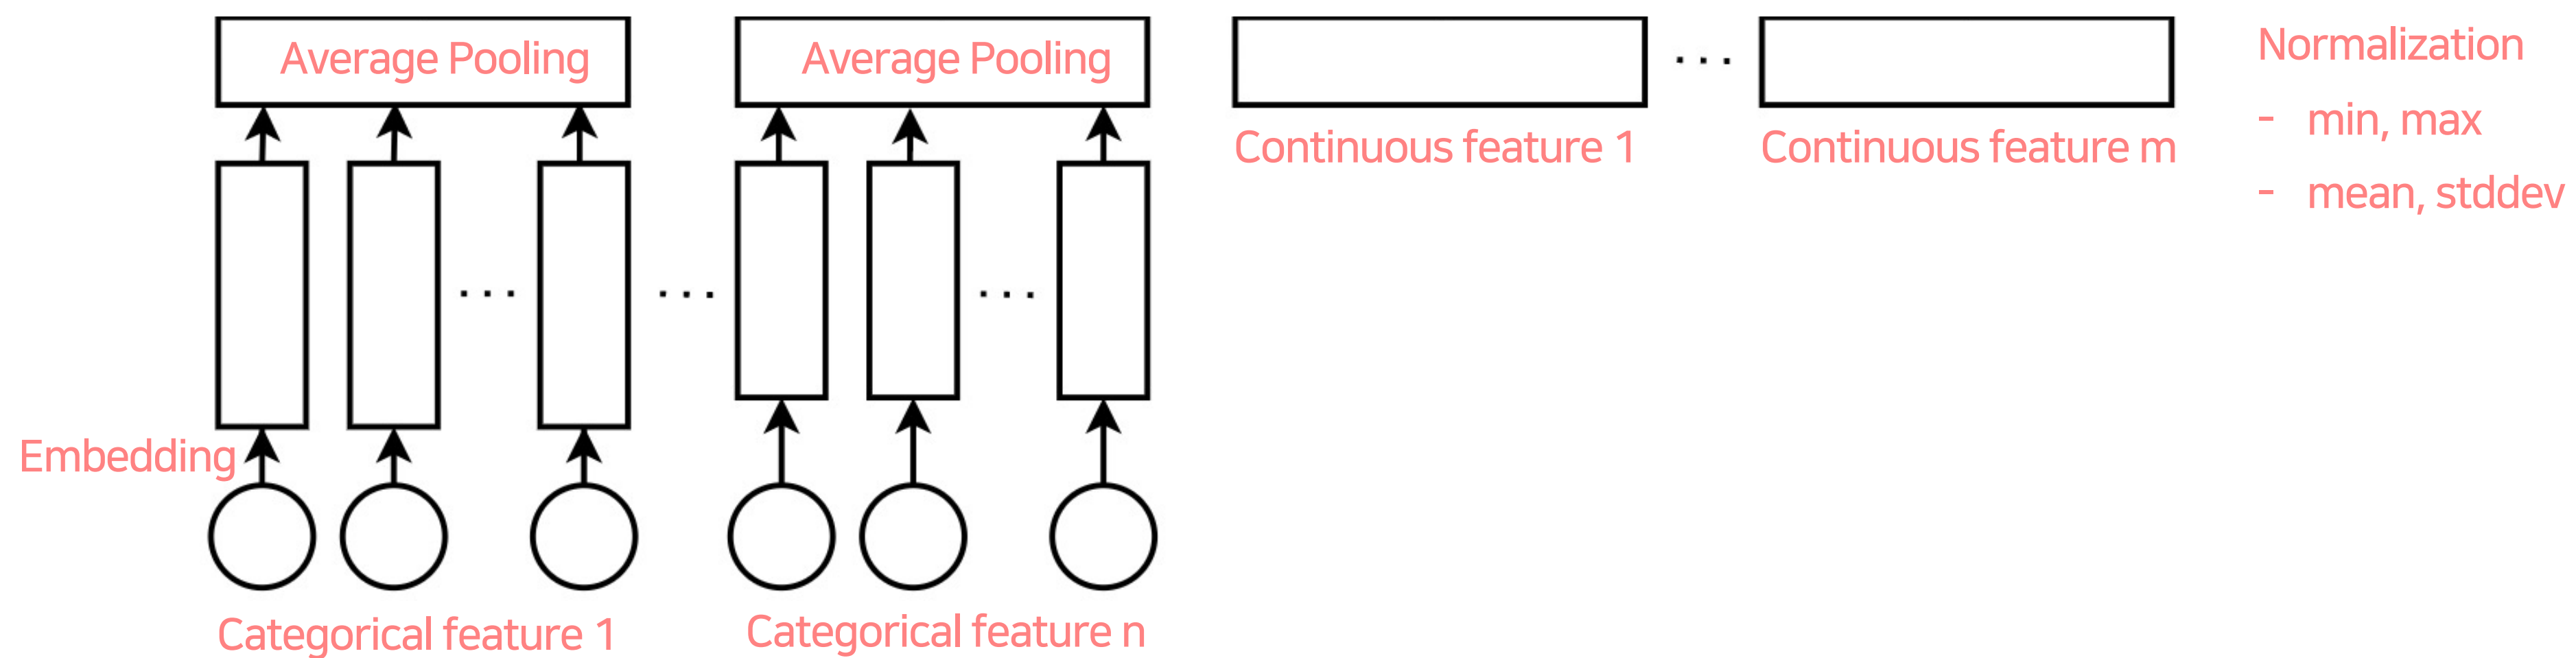 Average Pooling
Average Pooling
...
Normalization
Continuous feature 1
Continuous feature m
- min, max
- mean, stddev
...
...
...
Embedding
Categorical feature 1
Categorical feature n